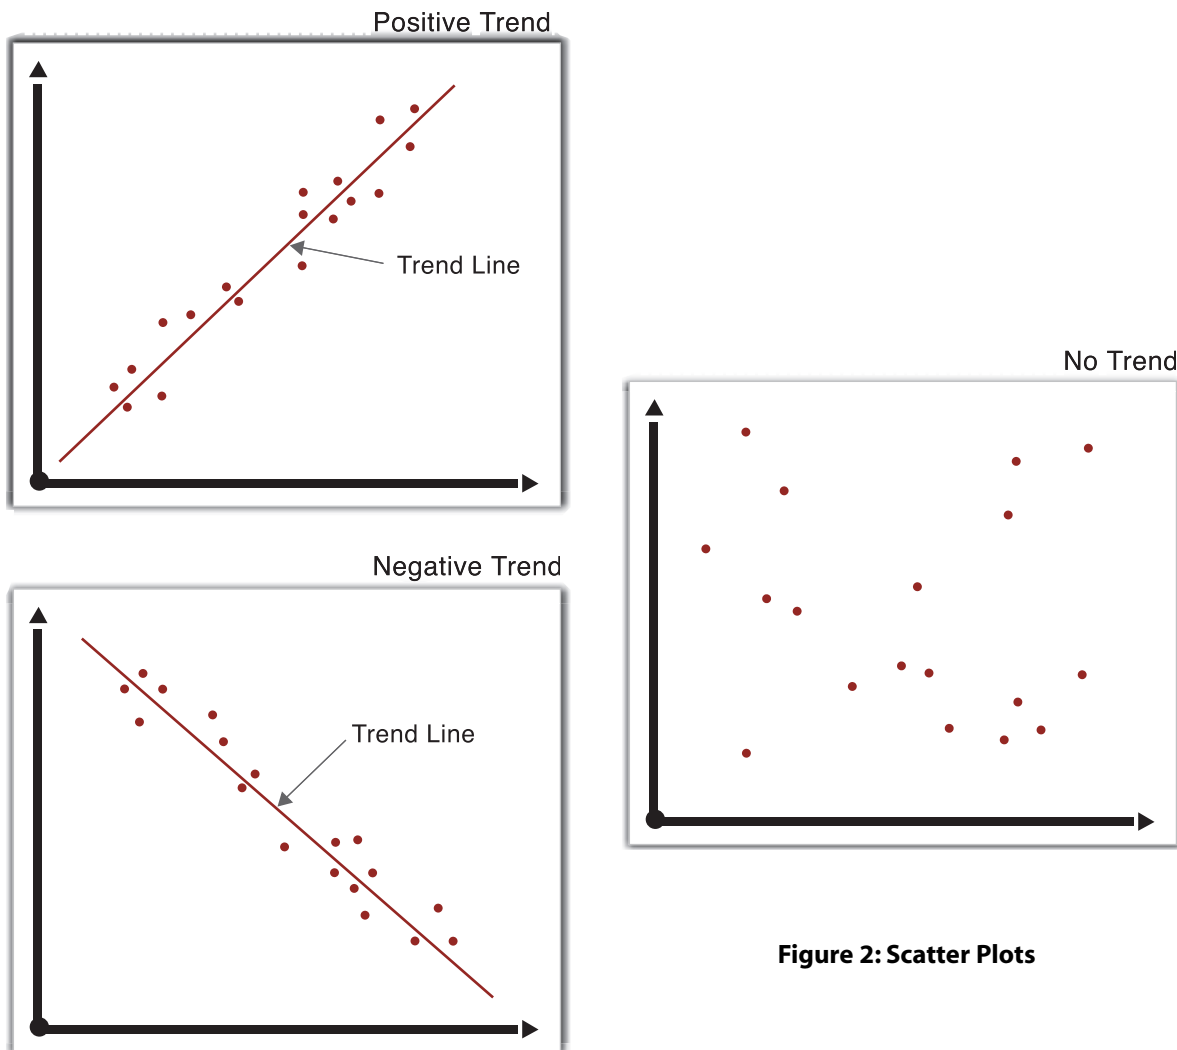 Positive Trend
Trend Line
Negative Trend
Trend Line
No Trend
Figure 2: Scatter Plots